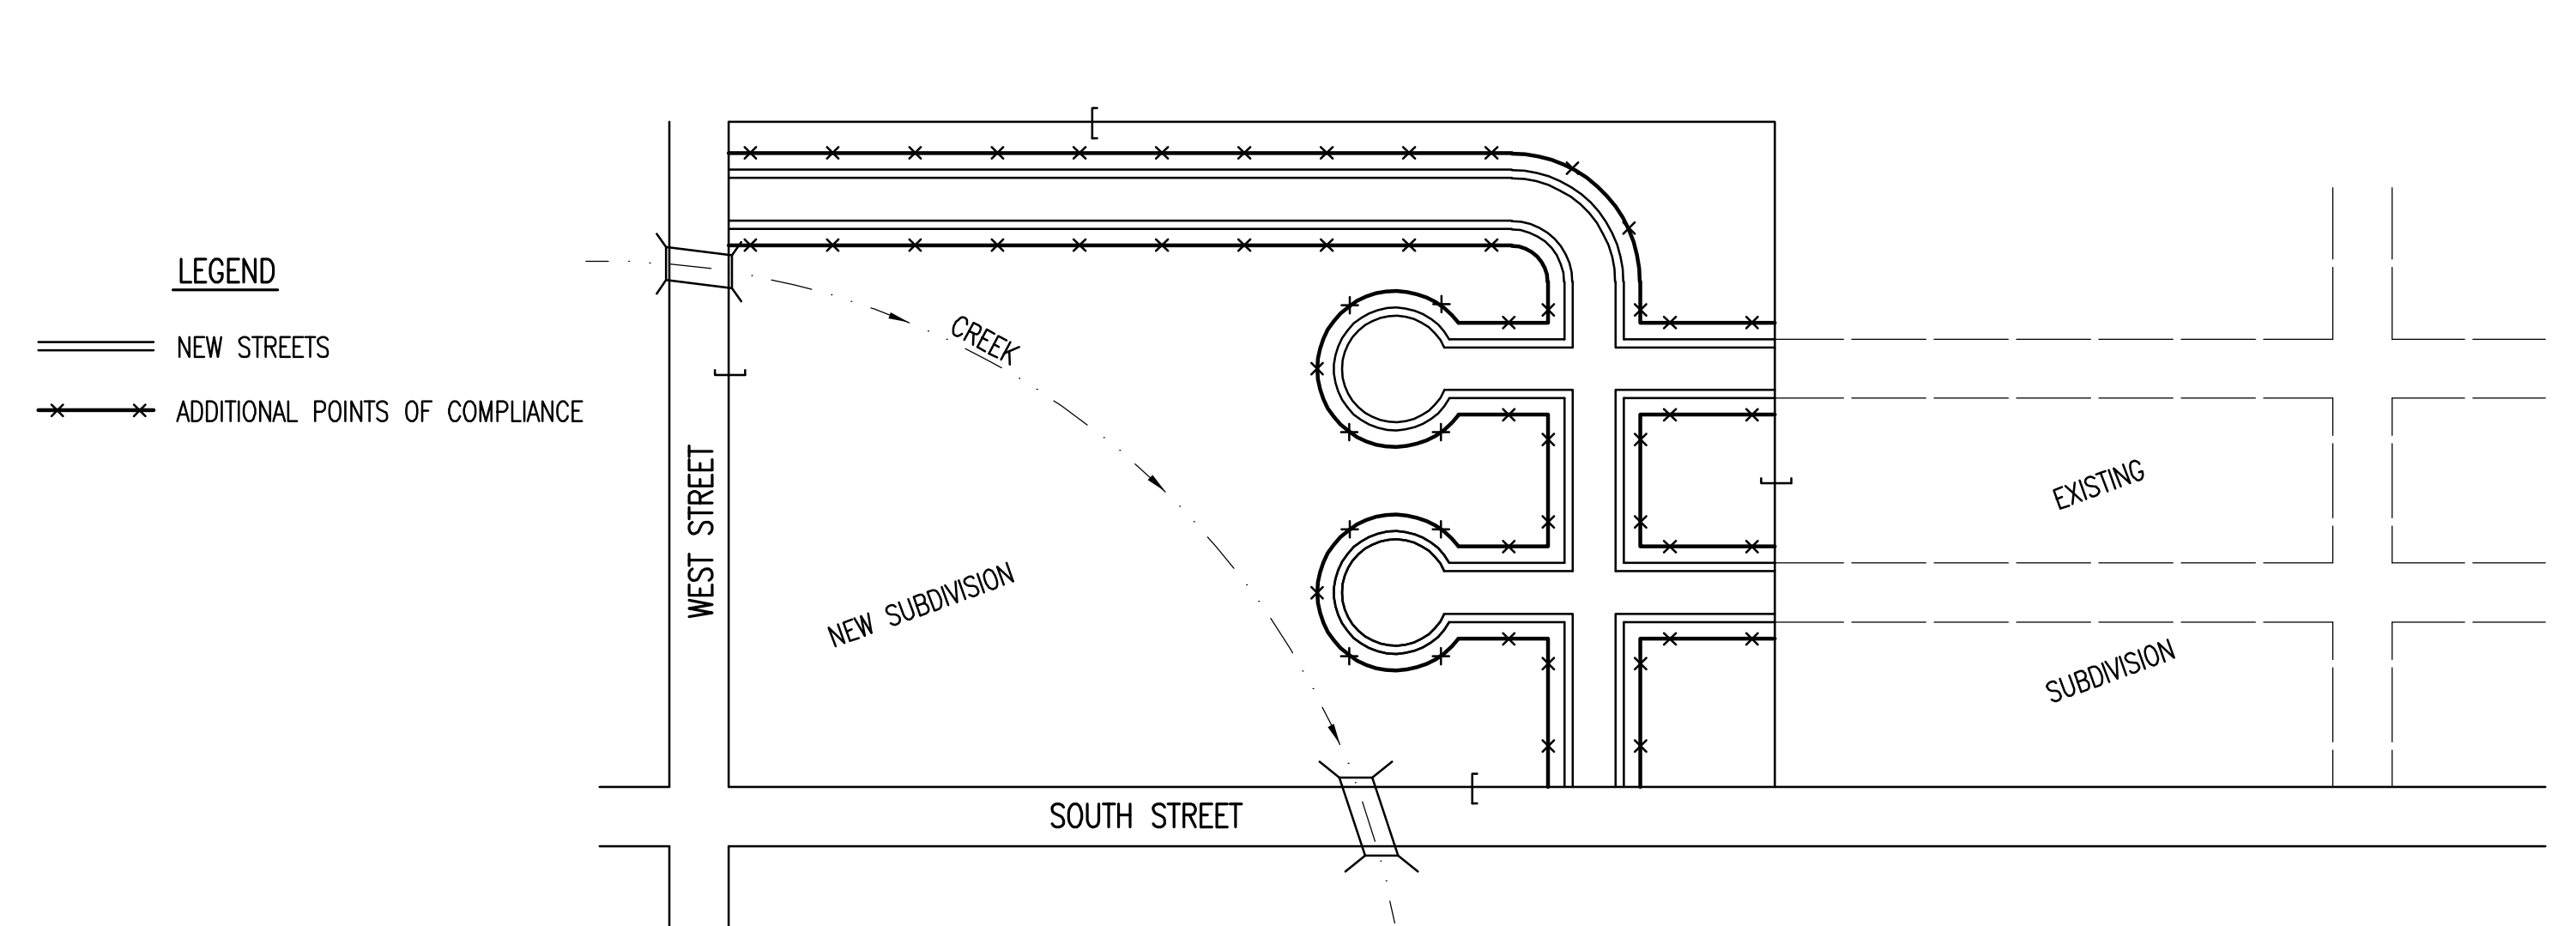 LEGEND
NEW STREETS
ADDITIONAL POINTS OF COMPLIANCE
WEST STREET
CREEK
NEW SUBDIVISION
SOUTH STREET
EXISTING
SUBDIVISION